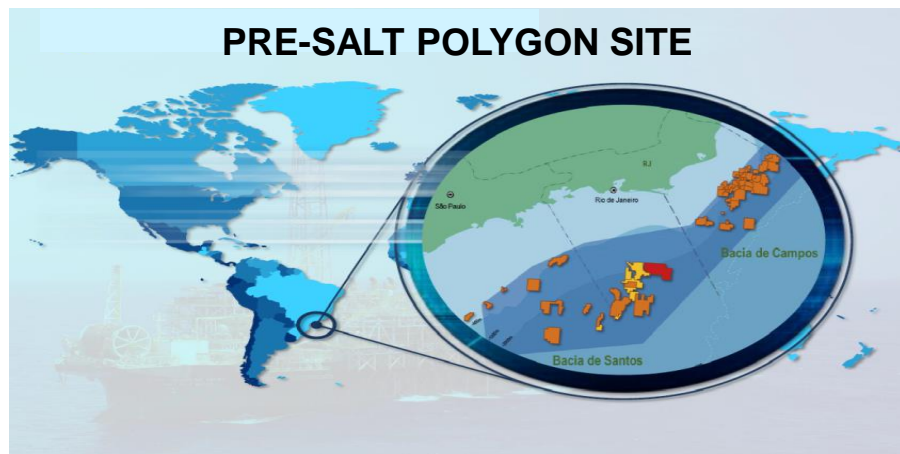 PRE-SALT POLYGON SITE
RJ
São Paulo
Rio de Janeiro
Bacia de Campos
Bacia de Santos